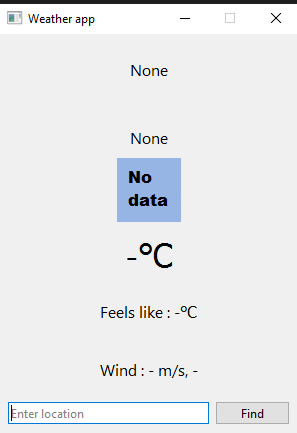 Weather app
None
None
No
data
-°C
Feels like : -°C
Wind : - m/s, -
Enter location
Find